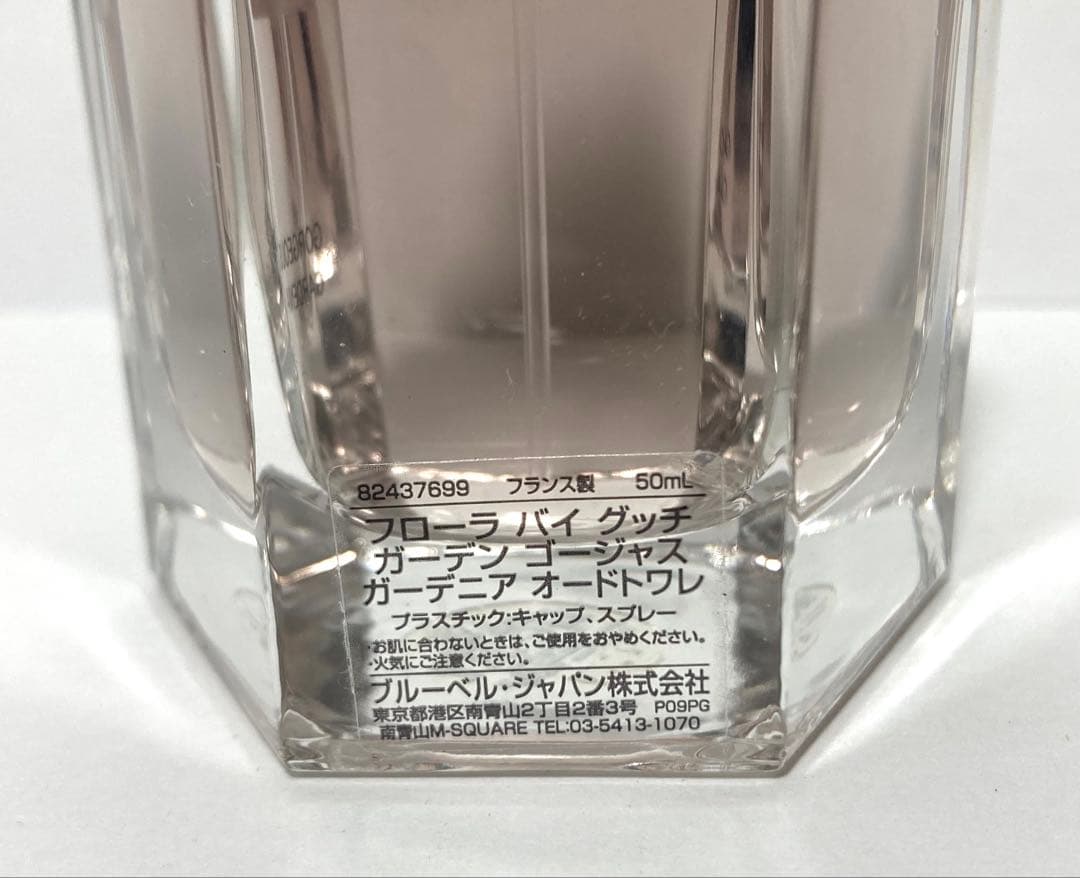 82437699 フランス製 50mL
フローラ バイ グッチ
ガーデン ゴージャス
ガーデニア オードトワレ
プラスチック:キャップ、スプレー
・お肌に合わないときは、ご使用をおやめください。
・火気にご注意ください。
ブルーベル・ジャパン株式会社
東京都港区南青山2丁目2番3号 P09PG
南青山M-SQUARE TEL:03-5413-1070